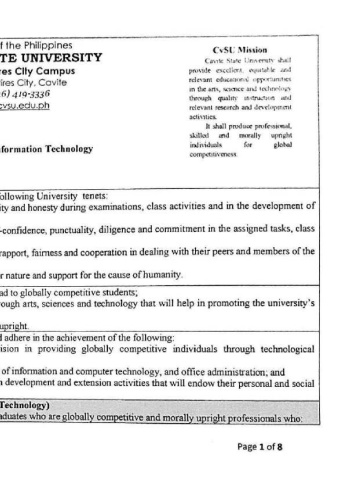 f the Philippines
TE UNIVERSITY
res City Campus
ires City, Cavite
6) 419-3336
cvsu.edu.ph
nformation Technology
CvSU Mission
Cavite State University shall
provide excellent, equitable and
relevant educational opportunities
in the arts, science and technology
through quality instruction and
relevant research and development
activities.
It shall produce professional,
skilled and morally upright
individuals for global
competitiveness.
ollowing University tenets:
ity and honesty during examinations, class activities and in the development of
-confidence, punctuality, diligence and commitment in the assigned tasks, class
rapport, fairness and cooperation in dealing with their peers and members of the
r nature and support for the cause of humanity.
ad to globally competitive students;
rough arts, sciences and technology that will help in promoting the university's
upright.
d adhere in the achievement of the following:
ision in providing globally competitive individuals through technological
of information and computer technology, and office administration; and
n development and extension activities that will endow their personal and social
Technology)
aduates who are globally competitive and morally upright professionals who:
Page 1 of 8